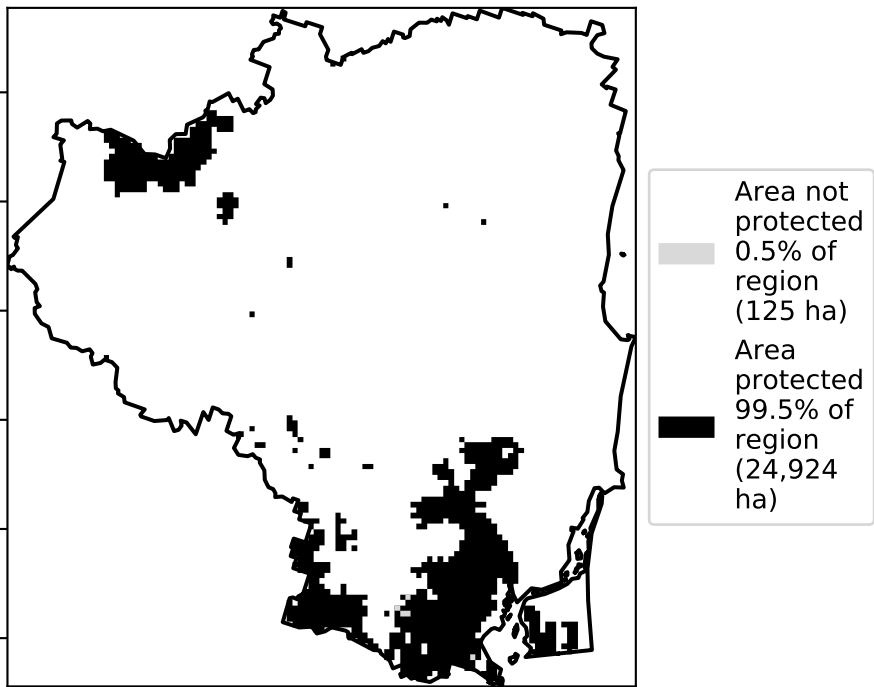 Area not
protected
0.5% of
region
(125 ha)
Area
protected
99.5% of
region
(24,924
ha)